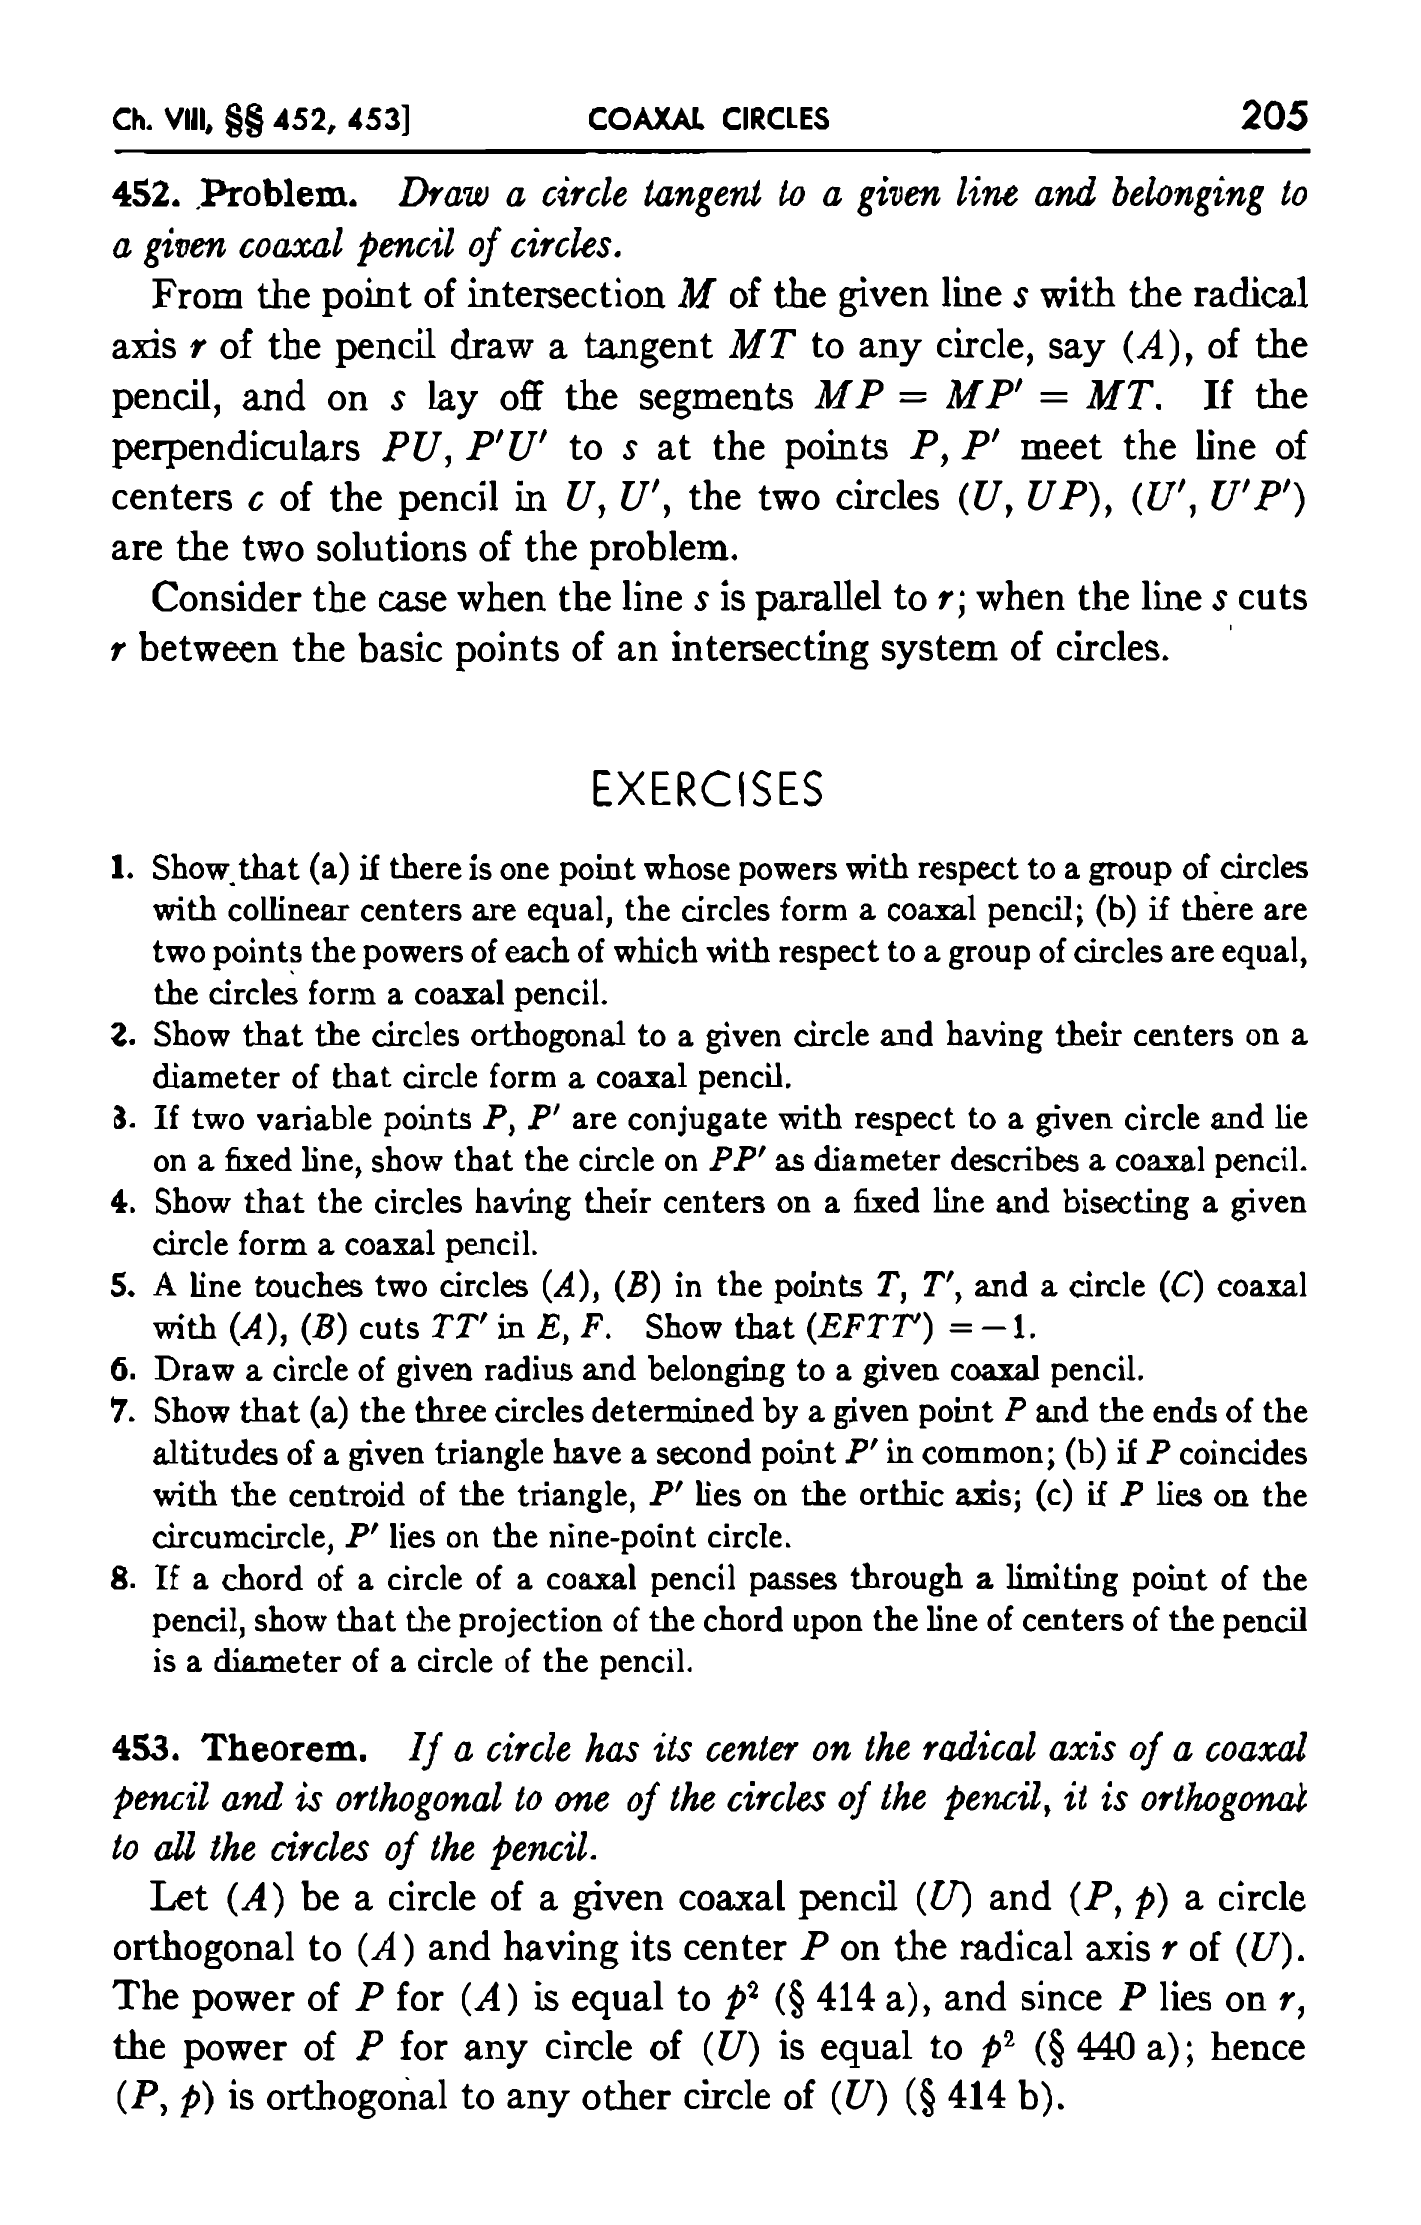 Ch. VIII, §§ 452, 453] COAXAL CIRCLES 205
452. Problem. Draw a circle tangent to a given line and belonging to
a given coaxal pencil of circles.
From the point of intersection M of the given line s with the radical
axis r of the pencil draw a tangent MT to any circle, say (A), of the
pencil, and on s lay off the segments MP = MP' = MT. If the
perpendiculars PU, P'U' to s at the points P, P' meet the line of
centers c of the pencil in U, U', the two circles (U, UP), (U', U'P')
are the two solutions of the problem.
Consider the case when the line s is parallel to r; when the line s cuts
r between the basic points of an intersecting system of circles.
EXERCISES
1. Show that (a) if there is one point whose powers with respect to a group of circles
with collinear centers are equal, the circles form a coaxal pencil; (b) if there are
two points the powers of each of which with respect to a group of circles are equal,
the circles form a coaxal pencil.
2. Show that the circles orthogonal to a given circle and having their centers on a
diameter of that circle form a coaxal pencil.
3. If two variable points P, P' are conjugate with respect to a given circle and lie
on a fixed line, show that the circle on PP' as diameter describes a coaxal pencil.
4. Show that the circles having their centers on a fixed line and bisecting a given
circle form a coaxal pencil.
5. A line touches two circles (A), (B) in the points T, T', and a circle (C) coaxal
with (A), (B) cuts TT' in E, F. Show that (EFTT') = −1.
6. Draw a circle of given radius and belonging to a given coaxal pencil.
7. Show that (a) the three circles determined by a given point P and the ends of the
altitudes of a given triangle have a second point P' in common; (b) if P coincides
with the centroid of the triangle, P' lies on the orthic axis; (c) if P lies on the
circumcircle, P' lies on the nine-point circle.
8. If a chord of a circle of a coaxal pencil passes through a limiting point of the
pencil, show that the projection of the chord upon the line of centers of the pencil
is a diameter of a circle of the pencil.
453. Theorem. If a circle has its center on the radical axis of a coaxal
pencil and is orthogonal to one of the circles of the pencil, it is orthogonal
to all the circles of the pencil.
Let (A) be a circle of a given coaxal pencil (U) and (P, p) a circle
orthogonal to (A) and having its center P on the radical axis r of (U).
The power of P for (A) is equal to p² (§ 414 a), and since P lies on r,
the power of P for any circle of (U) is equal to p² (§ 440 a); hence
(P, p) is orthogonal to any other circle of (U) (§ 414 b).